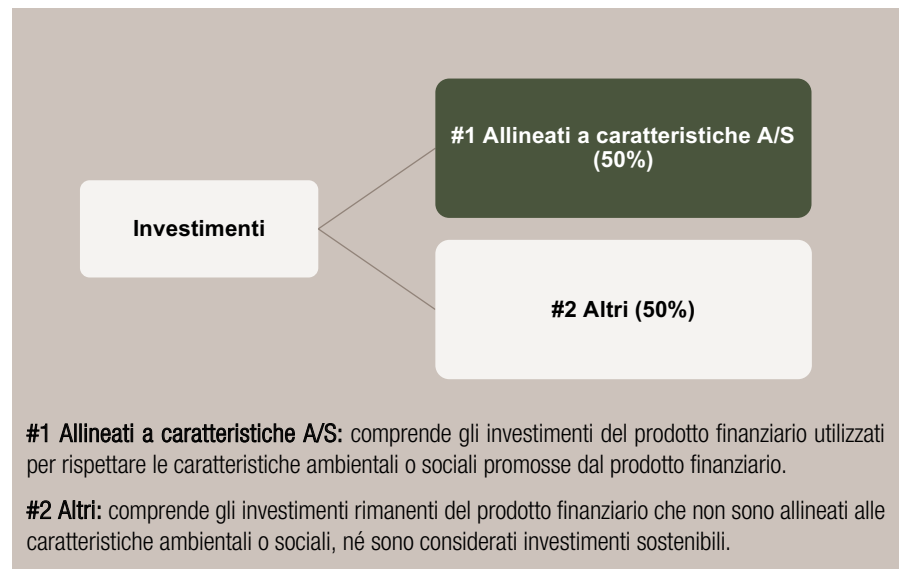 #1 Allineati a caratteristiche A/S
(50%)
Investimenti
#2 Altri (50%)
#1 Allineati a caratteristiche A/S: comprende gli investimenti del prodotto finanziario utilizzati
per rispettare le caratteristiche ambientali o sociali promosse dal prodotto finanziario.
#2 Altri: comprende gli investimenti rimanenti del prodotto finanziario che non sono allineati alle
caratteristiche ambientali o sociali, né sono considerati investimenti sostenibili.